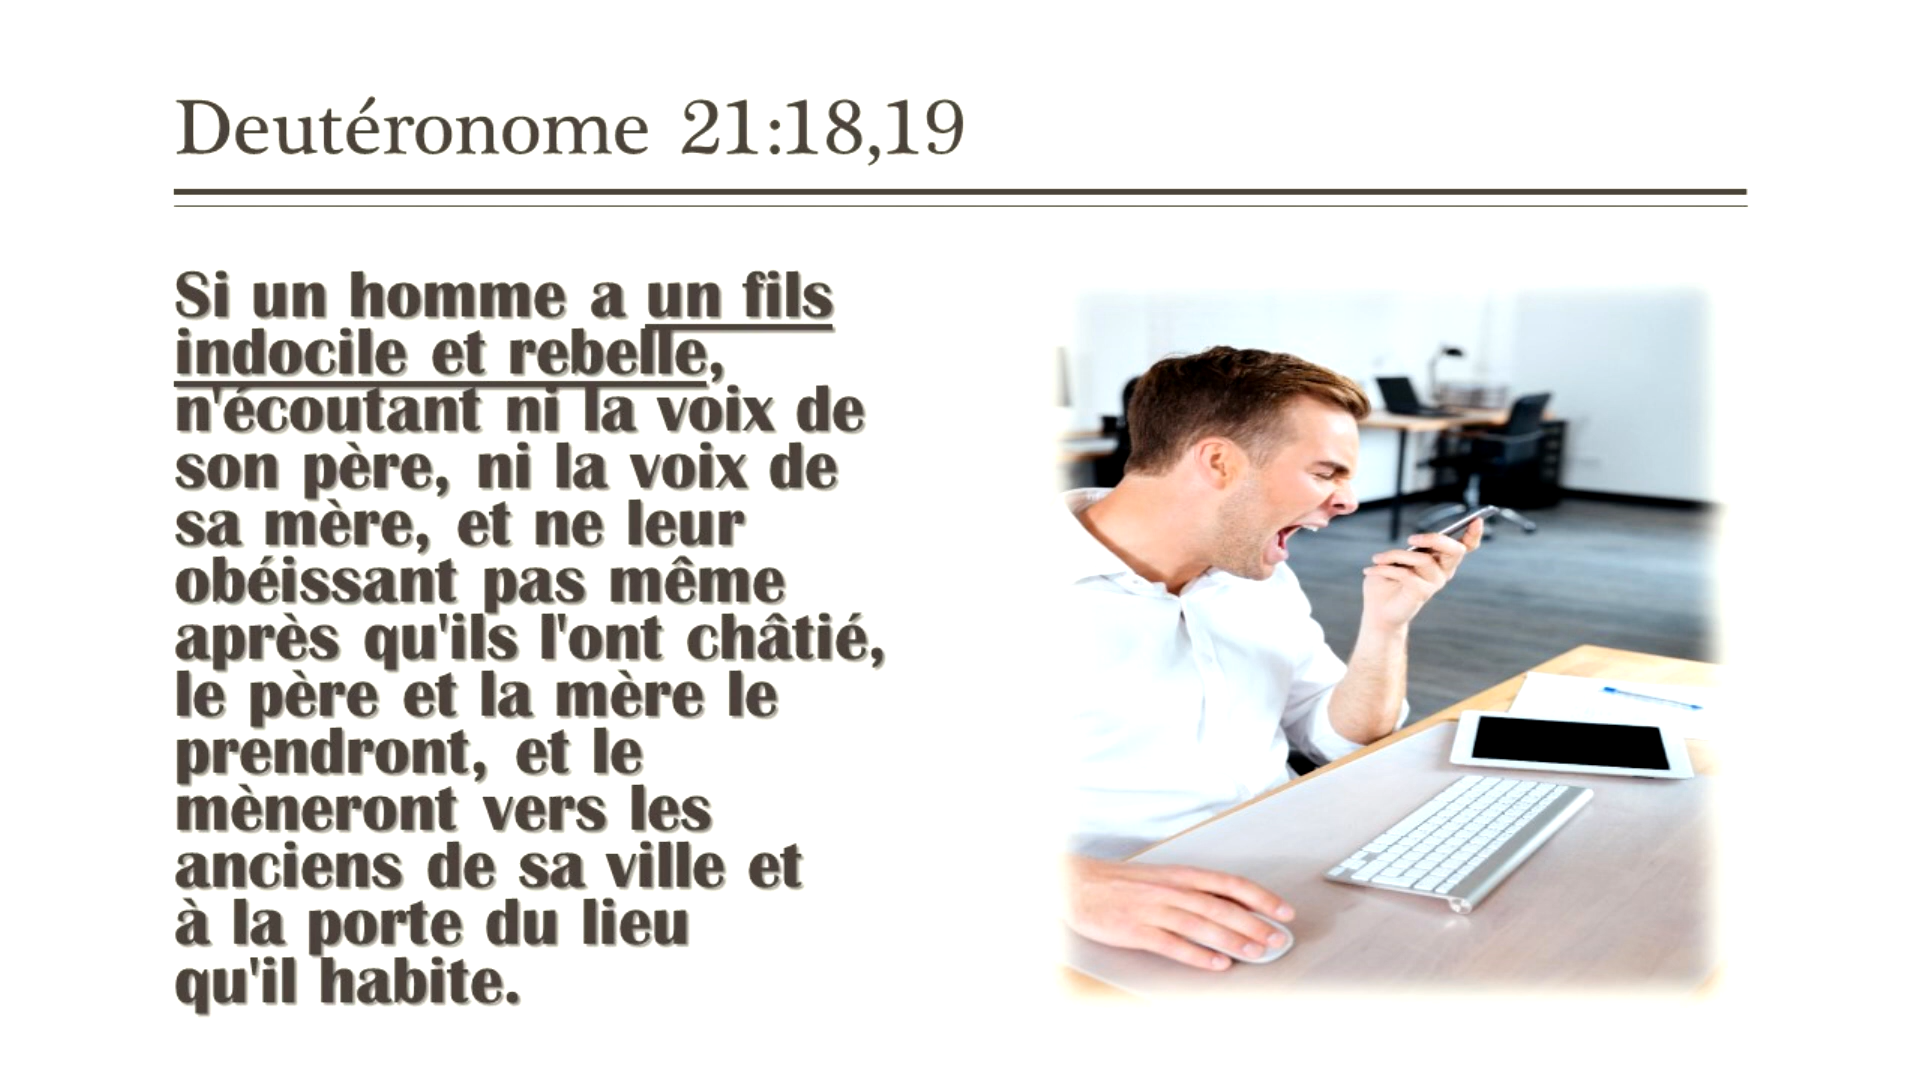 Deutéronome 21:18,19
Si un homme a un fils
indocile et rebelle,
n'écoutant ni la voix de
son père, ni la voix de
sa mère, et ne leur
obéissant pas même
après qu'ils l'ont châtié,
le père et la mère le
prendront, et le
mèneront vers les
anciens de sa ville et
à la porte du lieu
qu'il habite.